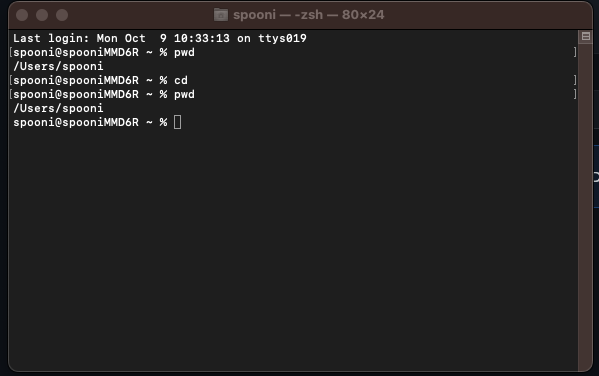 spooni — -zsh — 80×24
Last login: Mon Oct  9 10:33:13 on ttys019
[spooni@spooniMMD6R ~ % pwd ]
/Users/spooni
[spooni@spooniMMD6R ~ % cd ]
[spooni@spooniMMD6R ~ % pwd ]
/Users/spooni
spooni@spooniMMD6R ~ %